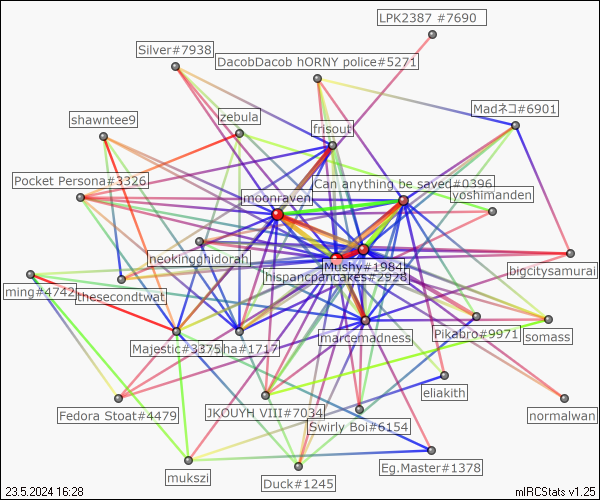 LPK2387 #7690
Silver#7938
DacobDacob hORNY police#5271
Madネコ#6901
shawntee9
zebula
frisout
Pocket Persona#3326
Can anything be saved#0396
moonraven
yoshimanden
neokingghidorah
Mushy#1984
hispancpancakes#2928
bigcitysamurai
ming#4742
thesecondtwat
Majestic#3375
ha#1717
marcemadness
Pikabro#9971
somass
eliakith
Fedora Stoat#4479
JKOUYH VIII#7034
Swirly Boi#6154
normalwan
mukszi
Duck#1245
Eg.Master#1378
23.5.2024 16:28
mIRCStats v1.25